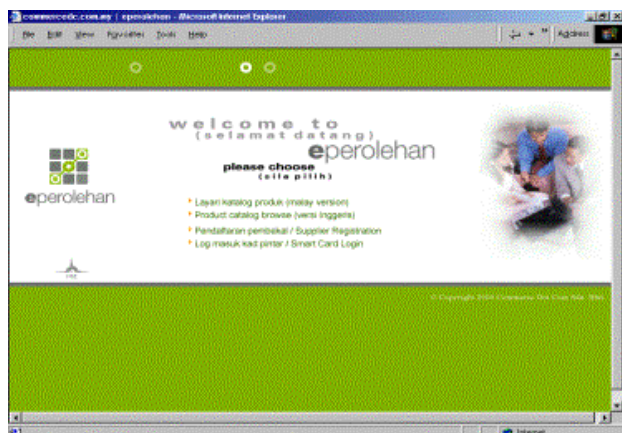 commercedc.com.my | eperolehan - Microsoft Internet Explorer
File Edit View Favorites Tools Help
Address
welcome to
(selamat datang)
eperolehan
please choose
(sila pilih)
eperolehan
Layari katalog produk (malay version)
Product catalog browse (versi Inggeris)
Pendaftaran pembekal / Supplier Registration
Log masuk kad pintar / Smart Card Login
© Copyright Commerce Dot Com Sdn. Bhd.
Internet